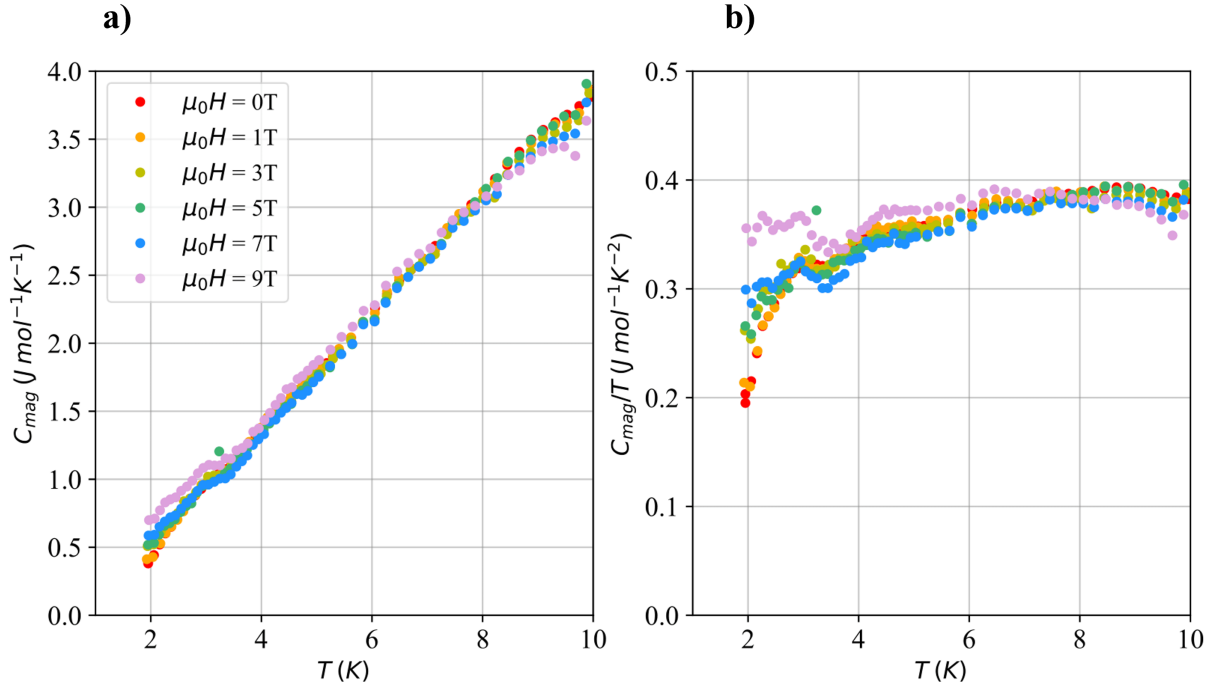 a)
4.0
3.5
3.0
2.5
2.0
1.5
1.0
0.5
0.0
2
4
6
8
10
T (K)
C_mag (J mol⁻¹K⁻¹)
μ₀H = 0T
μ₀H = 1T
μ₀H = 3T
μ₀H = 5T
μ₀H = 7T
μ₀H = 9T
b)
0.5
0.4
0.3
0.2
0.1
0.0
2
4
6
8
10
T (K)
C_mag/T (J mol⁻¹K⁻²)